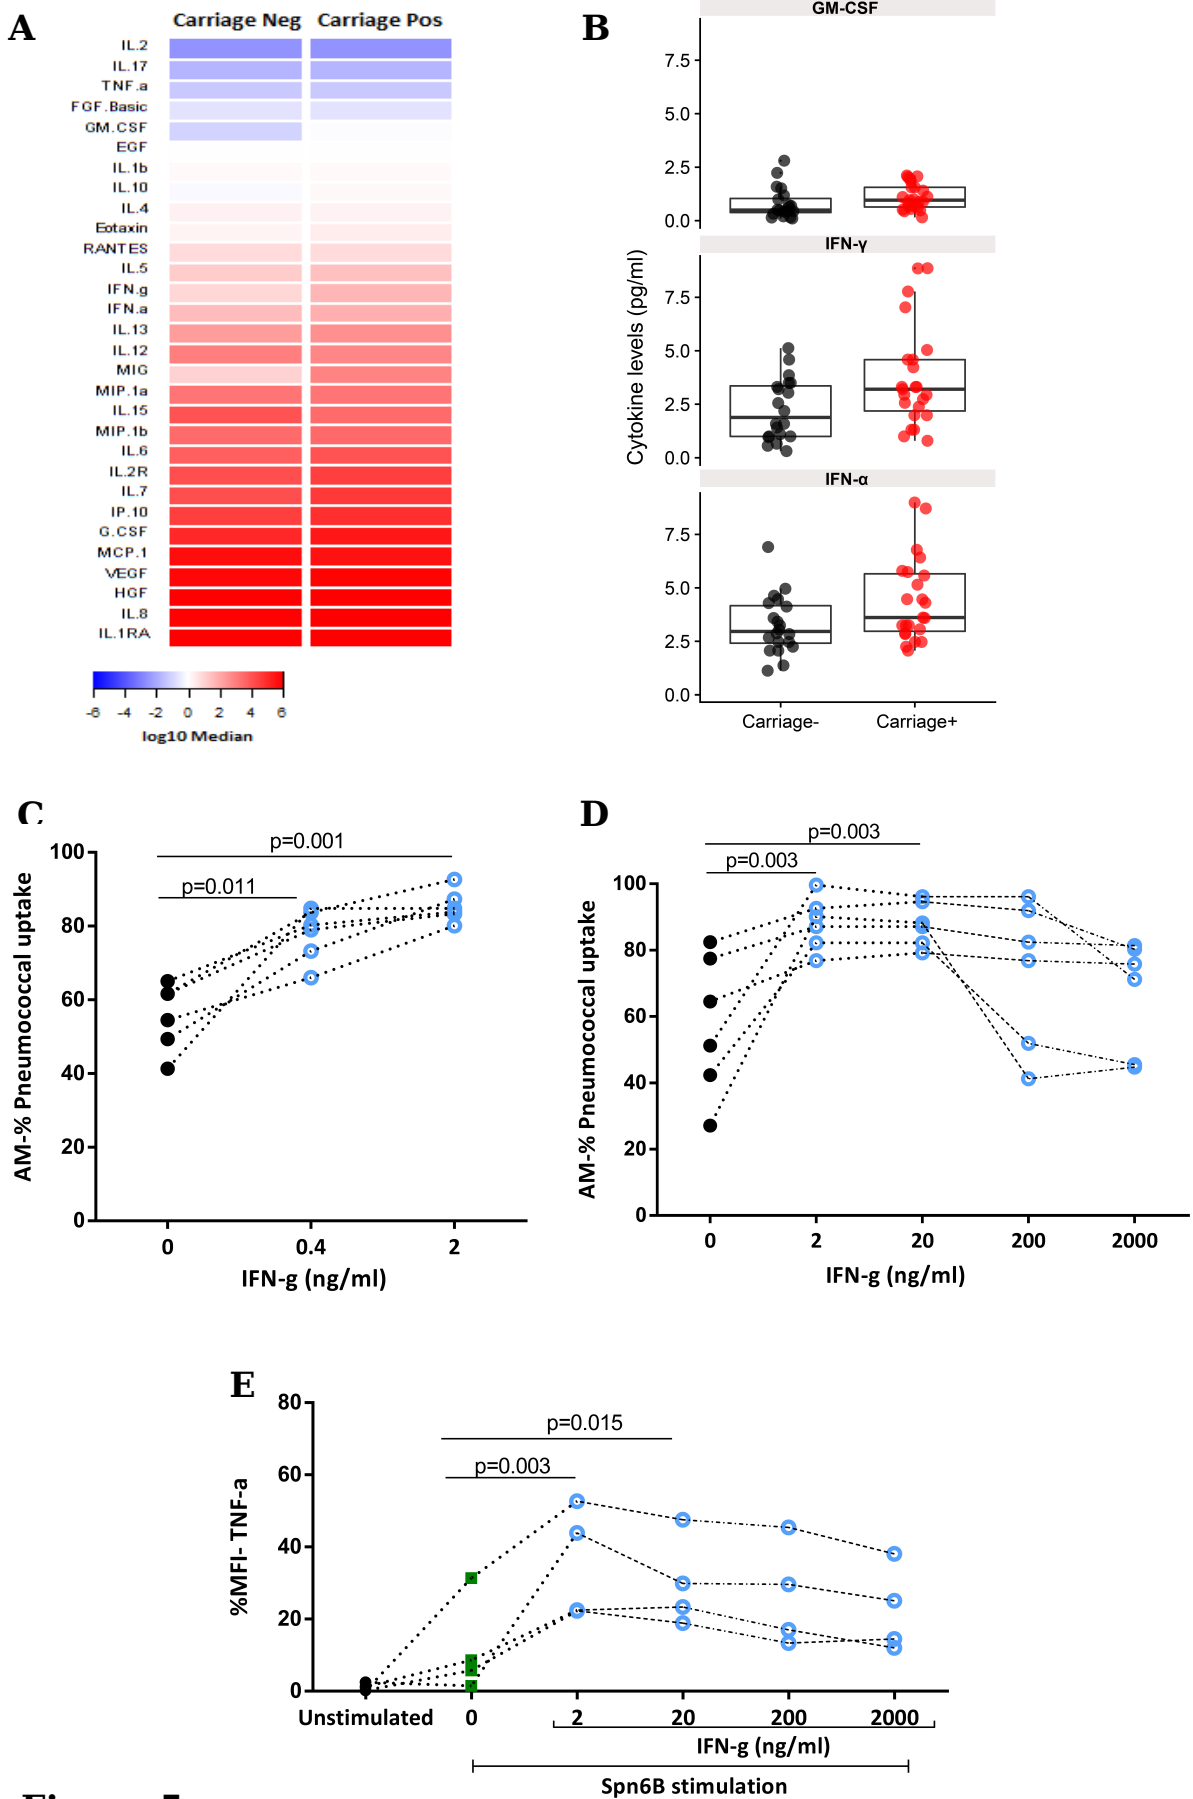 A
Carriage Neg Carriage Pos
IL.2
IL.17
TNF.a
FGF.Basic
GM.CSF
EGF
IL.1b
IL.10
IL.4
Eotaxin
RANTES
IL.5
IFN.g
IFN.a
IL.13
IL.12
MIG
MIP.1a
IL.15
MIP.1b
IL.6
IL.2R
IL.7
IP.10
G.CSF
MCP.1
VEGF
HGF
IL.8
IL.1RA
-6 -4 -2 0 2 4 6
log10 Median
B
Cytokine levels (pg/ml)
GM-CSF
7.5
5.0
2.5
0.0
IFN-γ
7.5
5.0
2.5
0.0
IFN-α
7.5
5.0
2.5
0.0
Carriage- Carriage+
C
p=0.001
p=0.011
AM-% Pneumococcal uptake
100
80
60
40
20
0
0 0.4 2
IFN-g (ng/ml)
D
p=0.003
p=0.003
AM-% Pneumococcal uptake
100
80
60
40
20
0
0 2 20 200 2000
IFN-g (ng/ml)
E
p=0.015
p=0.003
%MFI- TNF-a
80
60
40
20
0
Unstimulated 0 2 20 200 2000
IFN-g (ng/ml)
Spn6B stimulation